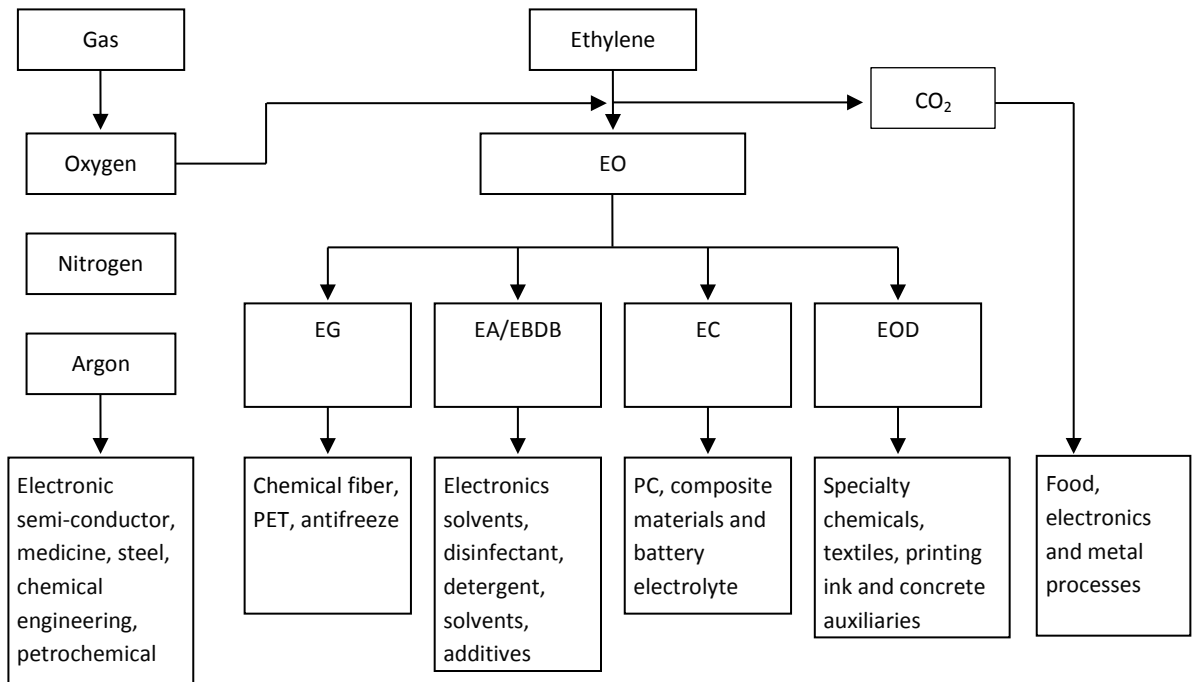 Gas
Ethylene
CO₂
Oxygen
EO
Nitrogen
Argon
EG
EA/EBDB
EC
EOD
Electronic
semi-conductor,
medicine, steel,
chemical
engineering,
petrochemical
Chemical fiber,
PET, antifreeze
Electronics
solvents,
disinfectant,
detergent,
solvents,
additives
PC, composite
materials and
battery
electrolyte
Specialty
chemicals,
textiles, printing
ink and concrete
auxiliaries
Food,
electronics
and metal
processes